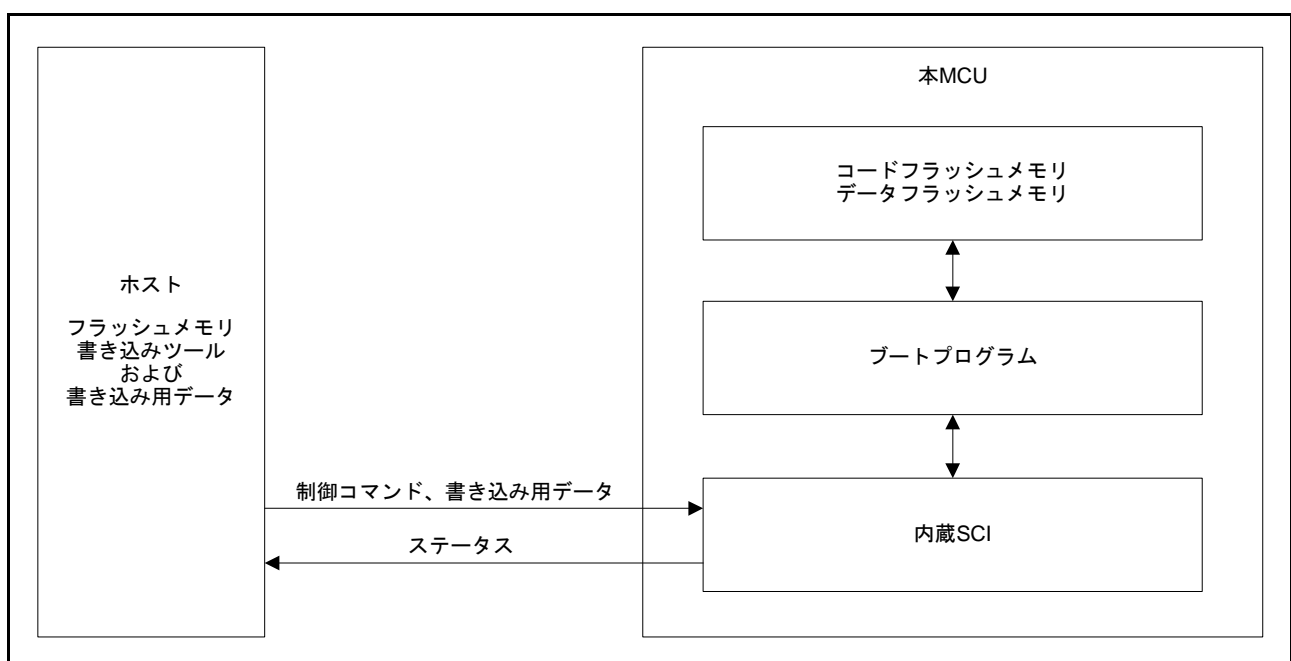 ホスト
フラッシュメモリ
書き込みツール
および
書き込み用データ
制御コマンド、書き込み用データ
ステータス
本MCU
コードフラッシュメモリ
データフラッシュメモリ
ブートプログラム
内蔵SCI